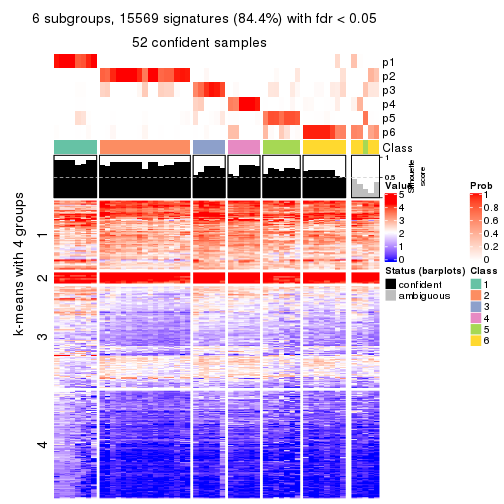 6 subgroups, 15569 signatures (84.4%) with fdr < 0.05
52 confident samples
p1
p2
p3
p4
p5
p6
Class
1
0.5
0
Silhouette
score
k-means with 4 groups
1
2
3
4
Value
5
4
3
2
1
0
Status (barplots)
confident
ambiguous
Prob
1
0.8
0.6
0.4
0.2
0
Class
1
2
3
4
5
6